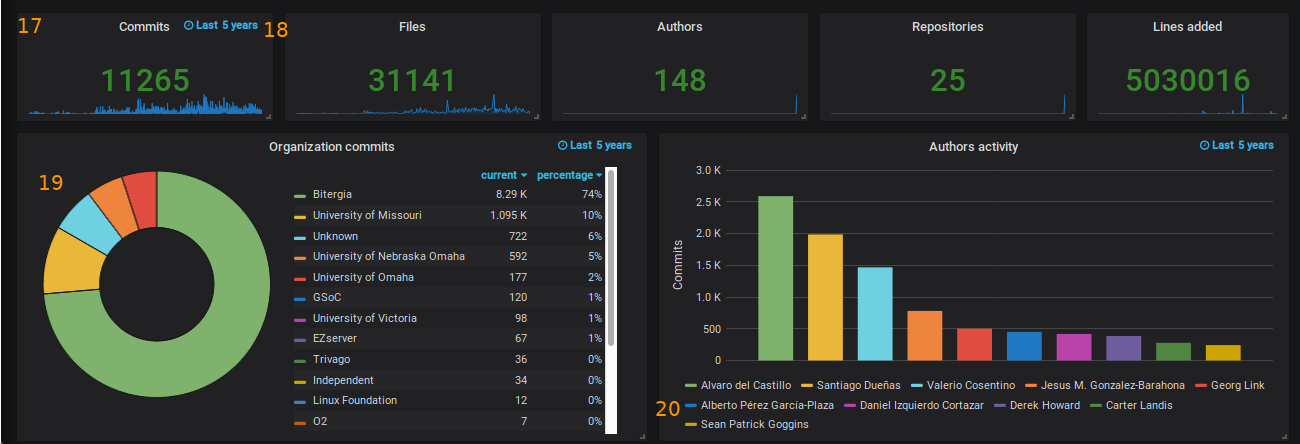 17 Commits Last 5 years 18 Files Authors Repositories Lines added
11265 31141 148 25 5030016
Organization commits Last 5 years
19
current percentage
Bitergia 8.29 K 74%
University of Missouri 1.095 K 10%
Unknown 722 6%
University of Nebraska Omaha 592 5%
University of Omaha 177 2%
GSoC 120 1%
University of Victoria 98 1%
EZserver 67 1%
Trivago 36 0%
Independent 34 0%
Linux Foundation 12 0%
O2 7 0%
Authors activity Last 5 years
Commits
3.0 K
2.5 K
2.0 K
1.5 K
1.0 K
500
0
Alvaro del Castillo Santiago Dueñas Valerio Cosentino Jesus M. Gonzalez-Barahona Georg Link
20 Alberto Pérez García-Plaza Daniel Izquierdo Cortazar Derek Howard Carter Landis
Sean Patrick Goggins